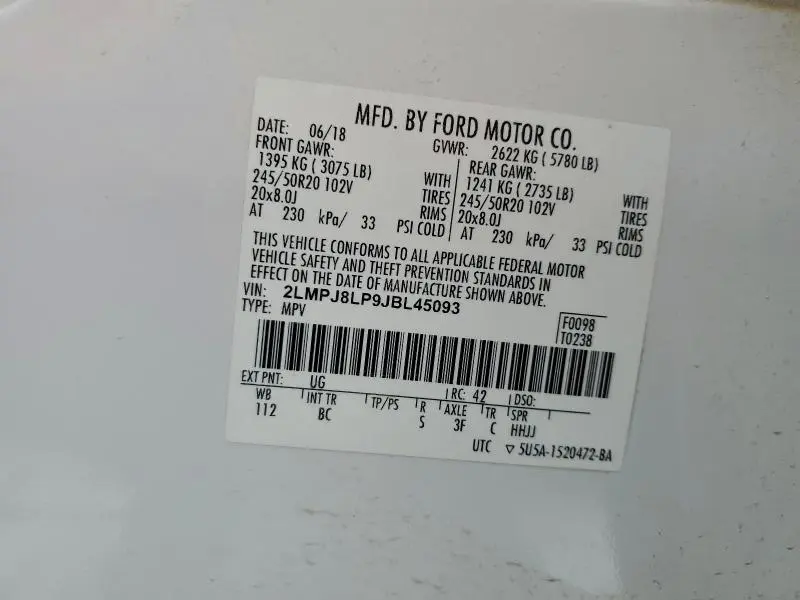 MFD. BY FORD MOTOR CO.
DATE: 06/18 GVWR: 2622 KG ( 5780 LB)
FRONT GAWR: REAR GAWR:
1395 KG ( 3075 LB) WITH 1241 KG ( 2735 LB) WITH
245/50R20 102V TIRES 245/50R20 102V TIRES
20x8.0J RIMS 20x8.0J RIMS
AT 230 kPa/ 33 PSI COLD AT 230 kPa/ 33 PSI COLD
THIS VEHICLE CONFORMS TO ALL APPLICABLE FEDERAL MOTOR
VEHICLE SAFETY AND THEFT PREVENTION STANDARDS IN
EFFECT ON THE DATE OF MANUFACTURE SHOWN ABOVE.
VIN: 2LMPJ8LP9JBL45093
TYPE: MPV F0098
T0238
EXT PNT: UG RC: 42 DSO:
WB INT TR TP/PS R AXLE TR SPR
112 BC S 3F C HHJJ
UTC ▽ 5U5A-1520472-BA